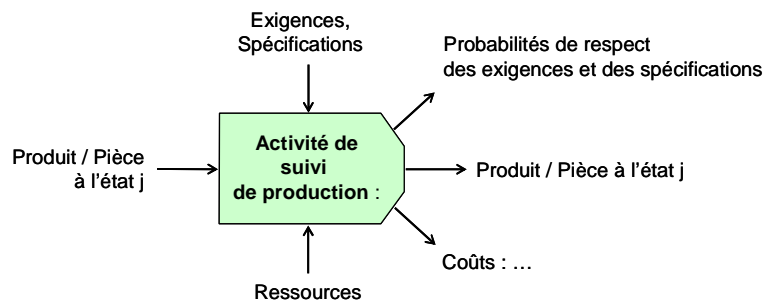 Exigences,
Spécifications
Probabilités de respect
des exigences et des spécifications
Produit / Pièce
à l'état j
Activité de
suivi
de production :
Produit / Pièce à l'état j
Coûts : …
Ressources